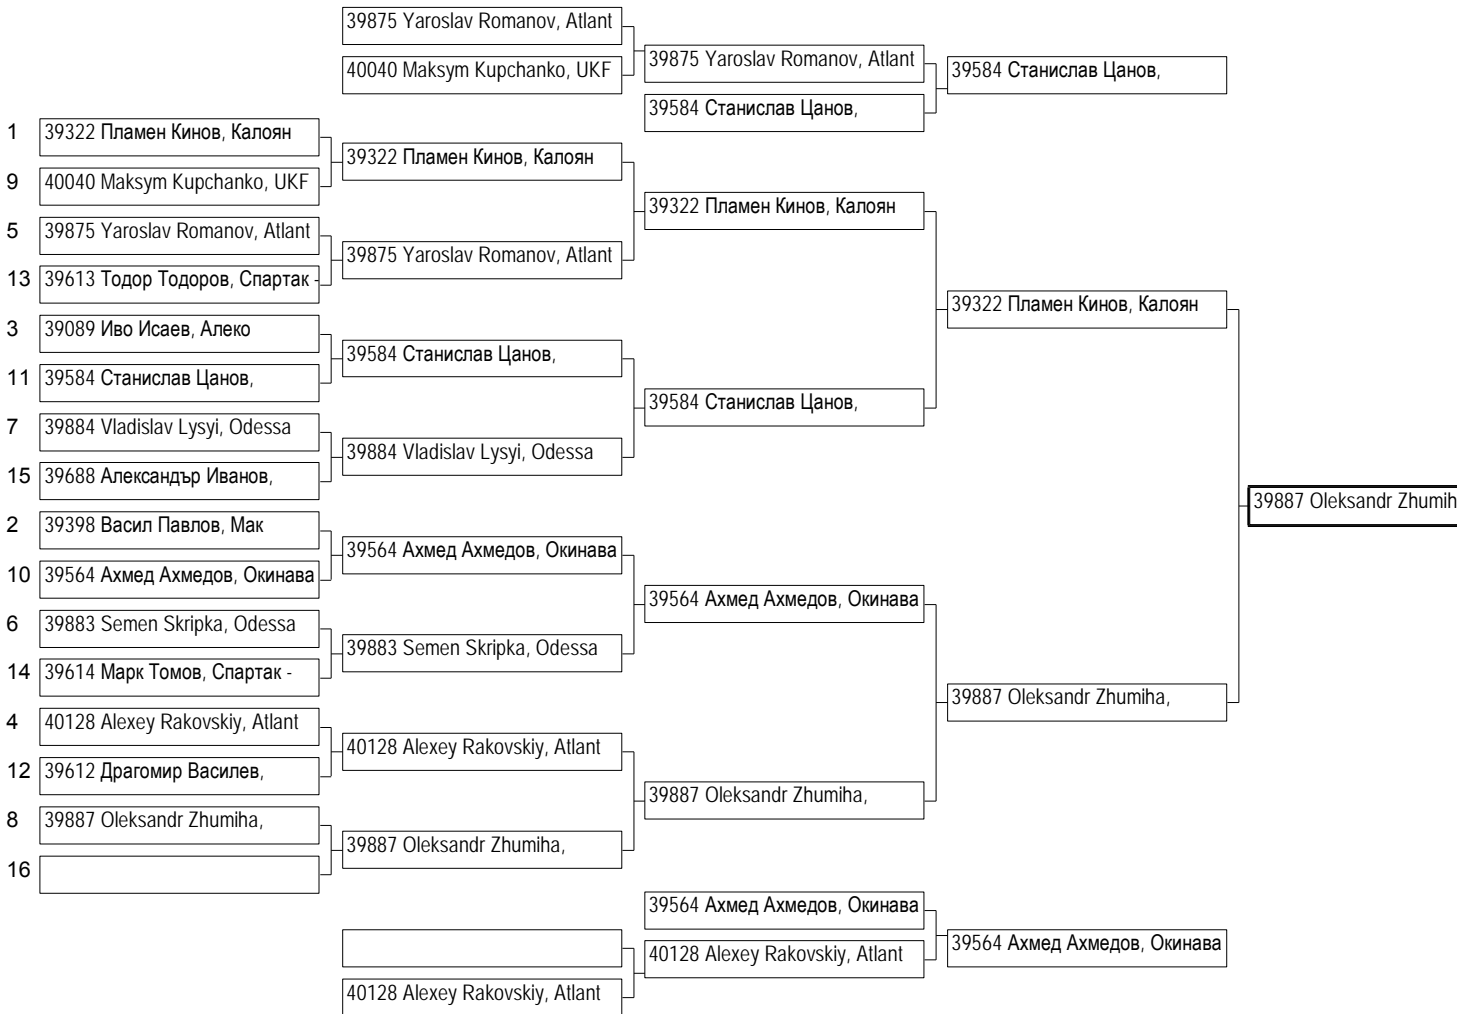 39875 Yaroslav Romanov, Atlant
40040 Maksym Kupchanko, UKF
39875 Yaroslav Romanov, Atlant
39584 Станислав Цанов,
39584 Станислав Цанов,
1 39322 Пламен Кинов, Калоян
9 40040 Maksym Kupchanko, UKF
5 39875 Yaroslav Romanov, Atlant
13 39613 Тодор Тодоров, Спартак -
3 39089 Иво Исаев, Алеко
11 39584 Станислав Цанов,
7 39884 Vladislav Lysyi, Odessa
15 39688 Александър Иванов,
2 39398 Васил Павлов, Мак
10 39564 Ахмед Ахмедов, Окинава
6 39883 Semen Skripka, Odessa
14 39614 Марк Томов, Спартак -
4 40128 Alexey Rakovskiy, Atlant
12 39612 Драгомир Василев,
8 39887 Oleksandr Zhumiha,
16
39322 Пламен Кинов, Калоян
39875 Yaroslav Romanov, Atlant
39584 Станислав Цанов,
39884 Vladislav Lysyi, Odessa
39564 Ахмед Ахмедов, Окинава
39883 Semen Skripka, Odessa
40128 Alexey Rakovskiy, Atlant
39887 Oleksandr Zhumiha,
39322 Пламен Кинов, Калоян
39584 Станислав Цанов,
39564 Ахмед Ахмедов, Окинава
39887 Oleksandr Zhumiha,
39322 Пламен Кинов, Калоян
39887 Oleksandr Zhumiha,
39887 Oleksandr Zhumih
39564 Ахмед Ахмедов, Окинава
40128 Alexey Rakovskiy, Atlant
39564 Ахмед Ахмедов, Окинава
40128 Alexey Rakovskiy, Atlant